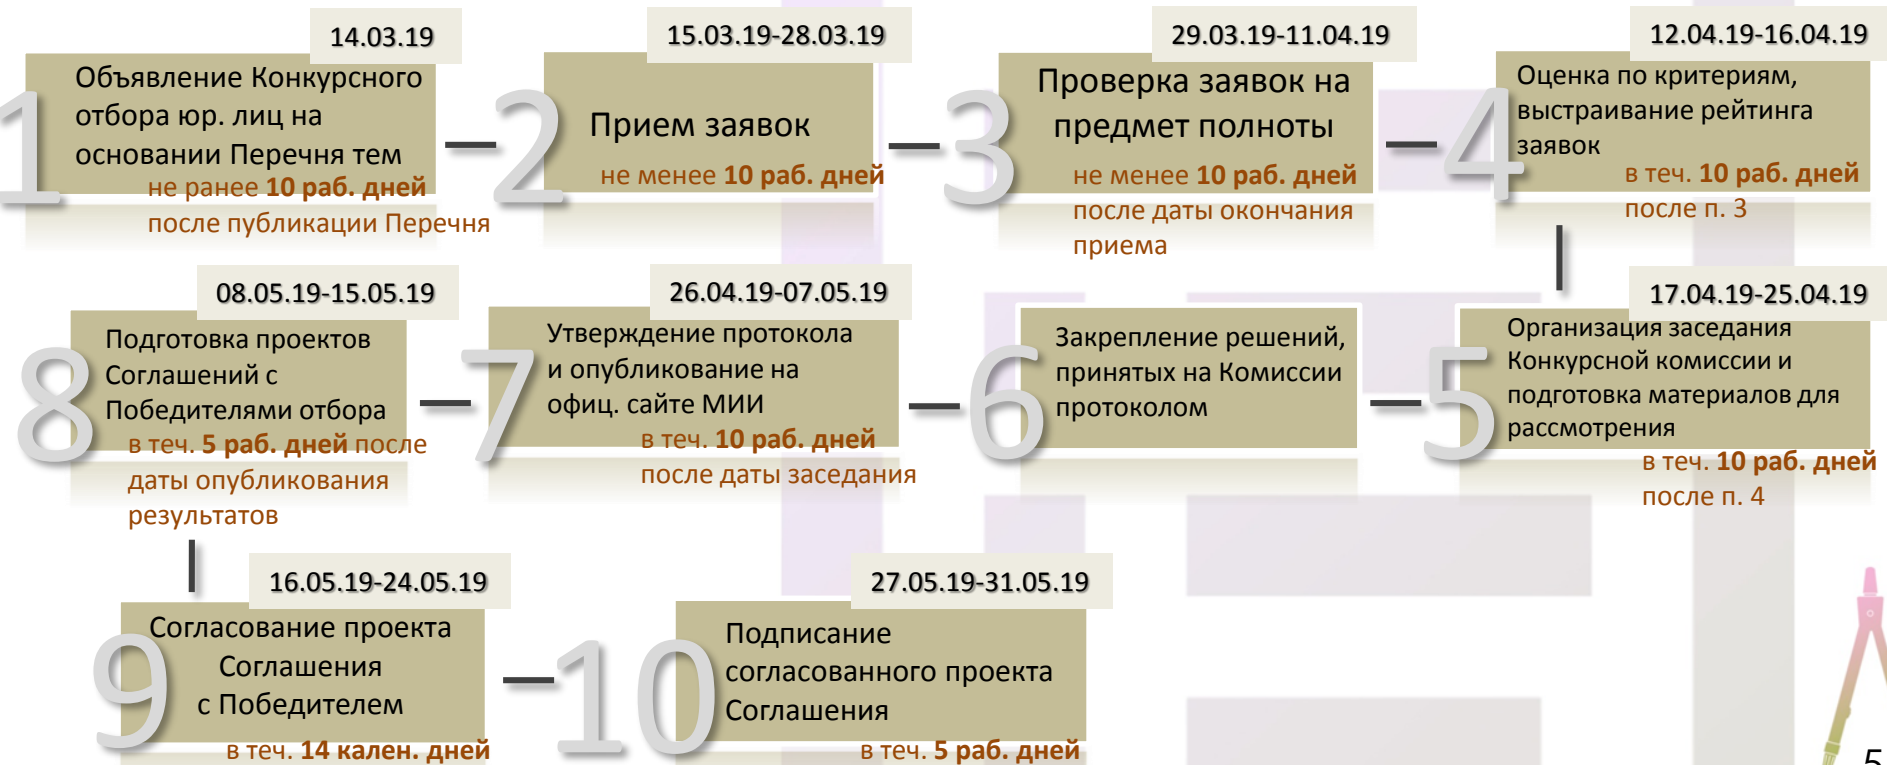 14.03.19
1
Объявление Конкурсного
отбора юр. лиц на
основании Перечня тем
не ранее 10 раб. дней
после публикации Перечня
15.03.19-28.03.19
2
Прием заявок
не менее 10 раб. дней
29.03.19-11.04.19
3
Проверка заявок на
предмет полноты
не менее 10 раб. дней
после даты окончания
приема
12.04.19-16.04.19
4
Оценка по критериям,
выстраивание рейтинга
заявок
в теч. 10 раб. дней
после п. 3
17.04.19-25.04.19
5
Организация заседания
Конкурсной комиссии и
подготовка материалов для
рассмотрения
в теч. 10 раб. дней
после п. 4
6
Закрепление решений,
принятых на Комиссии
протоколом
26.04.19-07.05.19
7
Утверждение протокола
и опубликование на
офиц. сайте МИИ
в теч. 10 раб. дней
после даты заседания
08.05.19-15.05.19
8
Подготовка проектов
Соглашений с
Победителями отбора
в теч. 5 раб. дней после
даты опубликования
результатов
16.05.19-24.05.19
9
Согласование проекта
Соглашения
с Победителем
в теч. 14 кален. дней
27.05.19-31.05.19
10
Подписание
согласованного проекта
Соглашения
в теч. 5 раб. дней
5